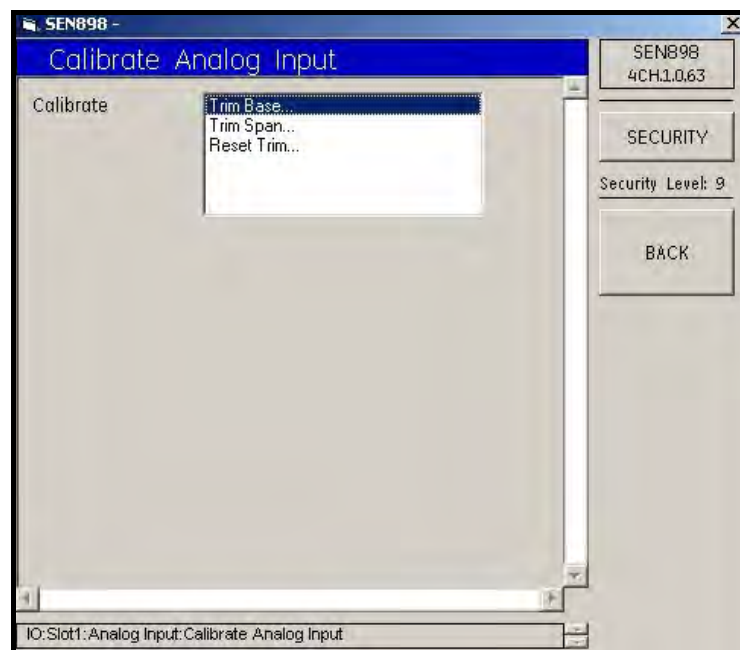 SEN898 -
Calibrate Analog Input
Calibrate
Trim Base...
Trim Span...
Reset Trim...
SEN898
4CH.1.0.63
SECURITY
Security Level: 9
BACK
IO:Slot1:Analog Input:Calibrate Analog Input